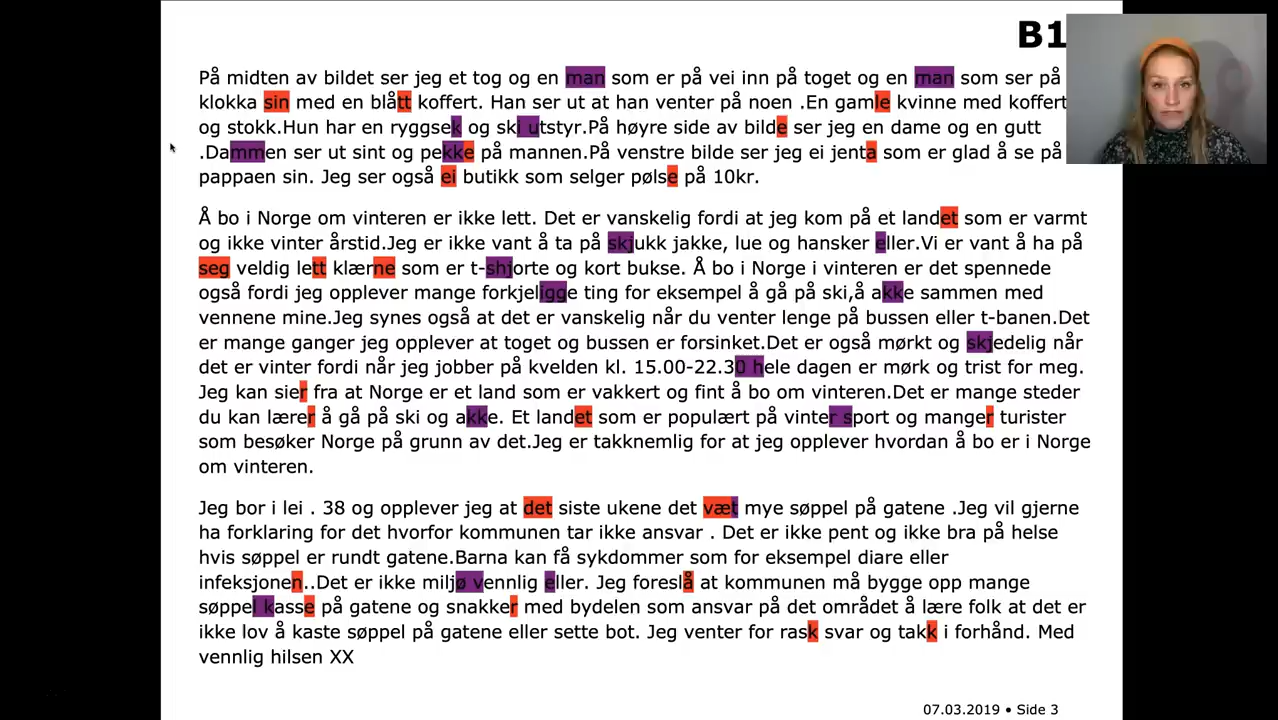 B1
På midten av bildet ser jeg et tog og en man som er på vei inn på toget og en man som ser på
klokka sin med en blått koffert. Han ser ut at han venter på noen .En gamle kvinne med koffert
og stokk.Hun har en ryggsek og ski utstyr.På høyre side av bilde ser jeg en dame og en gutt
.Dammen ser ut sint og pekke på mannen.På venstre bilde ser jeg ei jenta som er glad å se på
pappaen sin. Jeg ser også ei butikk som selger pølse på 10kr.
Å bo i Norge om vinteren er ikke lett. Det er vanskelig fordi at jeg kom på et landet som er varmt
og ikke vinter årstid.Jeg er ikke vant å ta på skjukk jakke, lue og hansker eller.Vi er vant å ha på
seg veldig lett klærne som er t-shjorte og kort bukse. Å bo i Norge i vinteren er det spennede
også fordi jeg opplever mange forkjeligge ting for eksempel å gå på ski,å akke sammen med
vennene mine.Jeg synes også at det er vanskelig når du venter lenge på bussen eller t-banen.Det
er mange ganger jeg opplever at toget og bussen er forsinket.Det er også mørkt og skjedelig når
det er vinter fordi når jeg jobber på kvelden kl. 15.00-22.30 hele dagen er mørk og trist for meg.
Jeg kan sier fra at Norge er et land som er vakkert og fint å bo om vinteren.Det er mange steder
du kan lærer å gå på ski og akke. Et landet som er populært på vinter sport og manger turister
som besøker Norge på grunn av det.Jeg er takknemlig for at jeg opplever hvordan å bo er i Norge
om vinteren.
Jeg bor i lei . 38 og opplever jeg at det siste ukene det væt mye søppel på gatene .Jeg vil gjerne
ha forklaring for det hvorfor kommunen tar ikke ansvar . Det er ikke pent og ikke bra på helse
hvis søppel er rundt gatene.Barna kan få sykdommer som for eksempel diare eller
infeksjonen..Det er ikke miljø vennlig eller. Jeg foreslå at kommunen må bygge opp mange
søppel kasse på gatene og snakker med bydelen som ansvar på det området å lære folk at det er
ikke lov å kaste søppel på gatene eller sette bot. Jeg venter for rask svar og takk i forhånd. Med
vennlig hilsen XX
07.03.2019 • Side 3